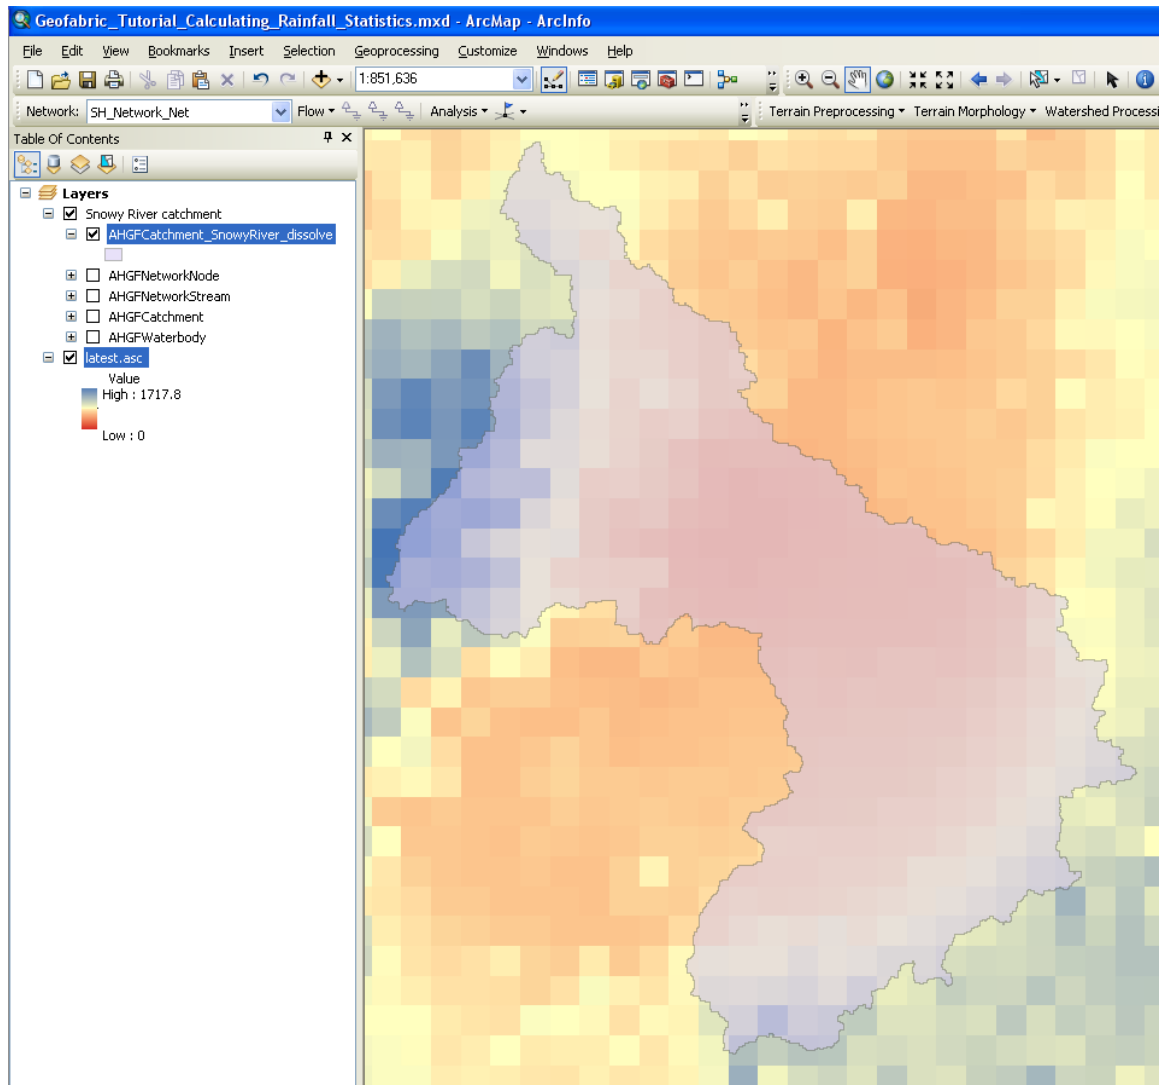 Geofabric_Tutorial_Calculating_Rainfall_Statistics.mxd - ArcMap - ArcInfo
File Edit View Bookmarks Insert Selection Geoprocessing Customize Windows Help
1:851,636
Network: SH_Network_Net Flow Analysis Terrain Preprocessing Terrain Morphology Watershed Processi
Table Of Contents
Layers
Snowy River catchment
AHGFCatchment_SnowyRiver_dissolve
AHGFNetworkNode
AHGFNetworkStream
AHGFCatchment
AHGFWaterbody
latest.asc
Value
High : 1717.8
Low : 0